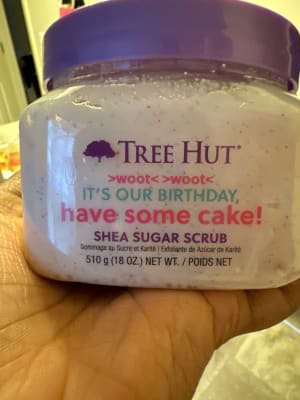 TREE HUT®
>woot< >woot<
IT'S OUR BIRTHDAY,
have some cake!
SHEA SUGAR SCRUB
Gommage au Sucre et Karité | Exfoliante de Azúcar de Karité
510 g (18 OZ.) NET WT. / POIDS NET